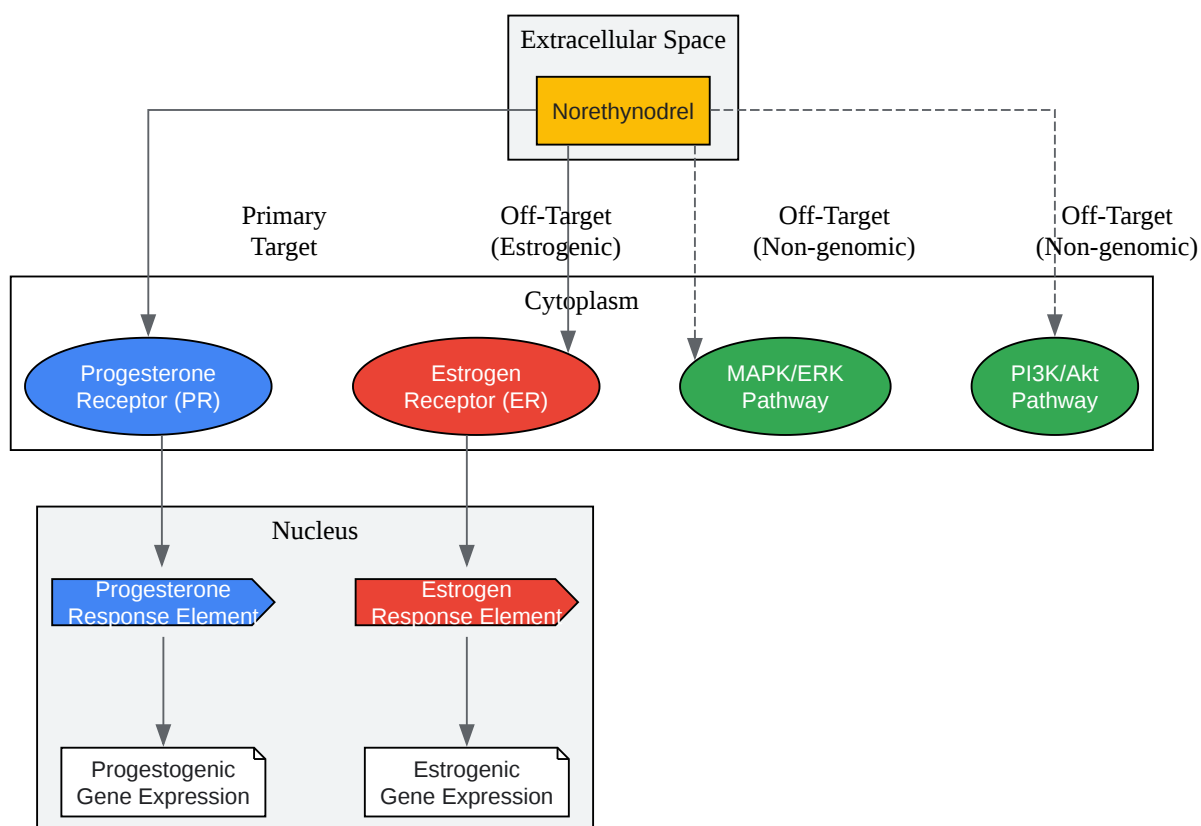 Extracellular Space
Norethynodrel
Primary
Target
Off-Target
(Estrogenic)
Off-Target
(Non-genomic)
Off-Target
(Non-genomic)
Cytoplasm
Progesterone
Receptor (PR)
Estrogen
Receptor (ER)
MAPK/ERK
Pathway
PI3K/Akt
Pathway
Nucleus
Progesterone
Response Element
Estrogen
Response Element
Progestogenic
Gene Expression
Estrogenic
Gene Expression